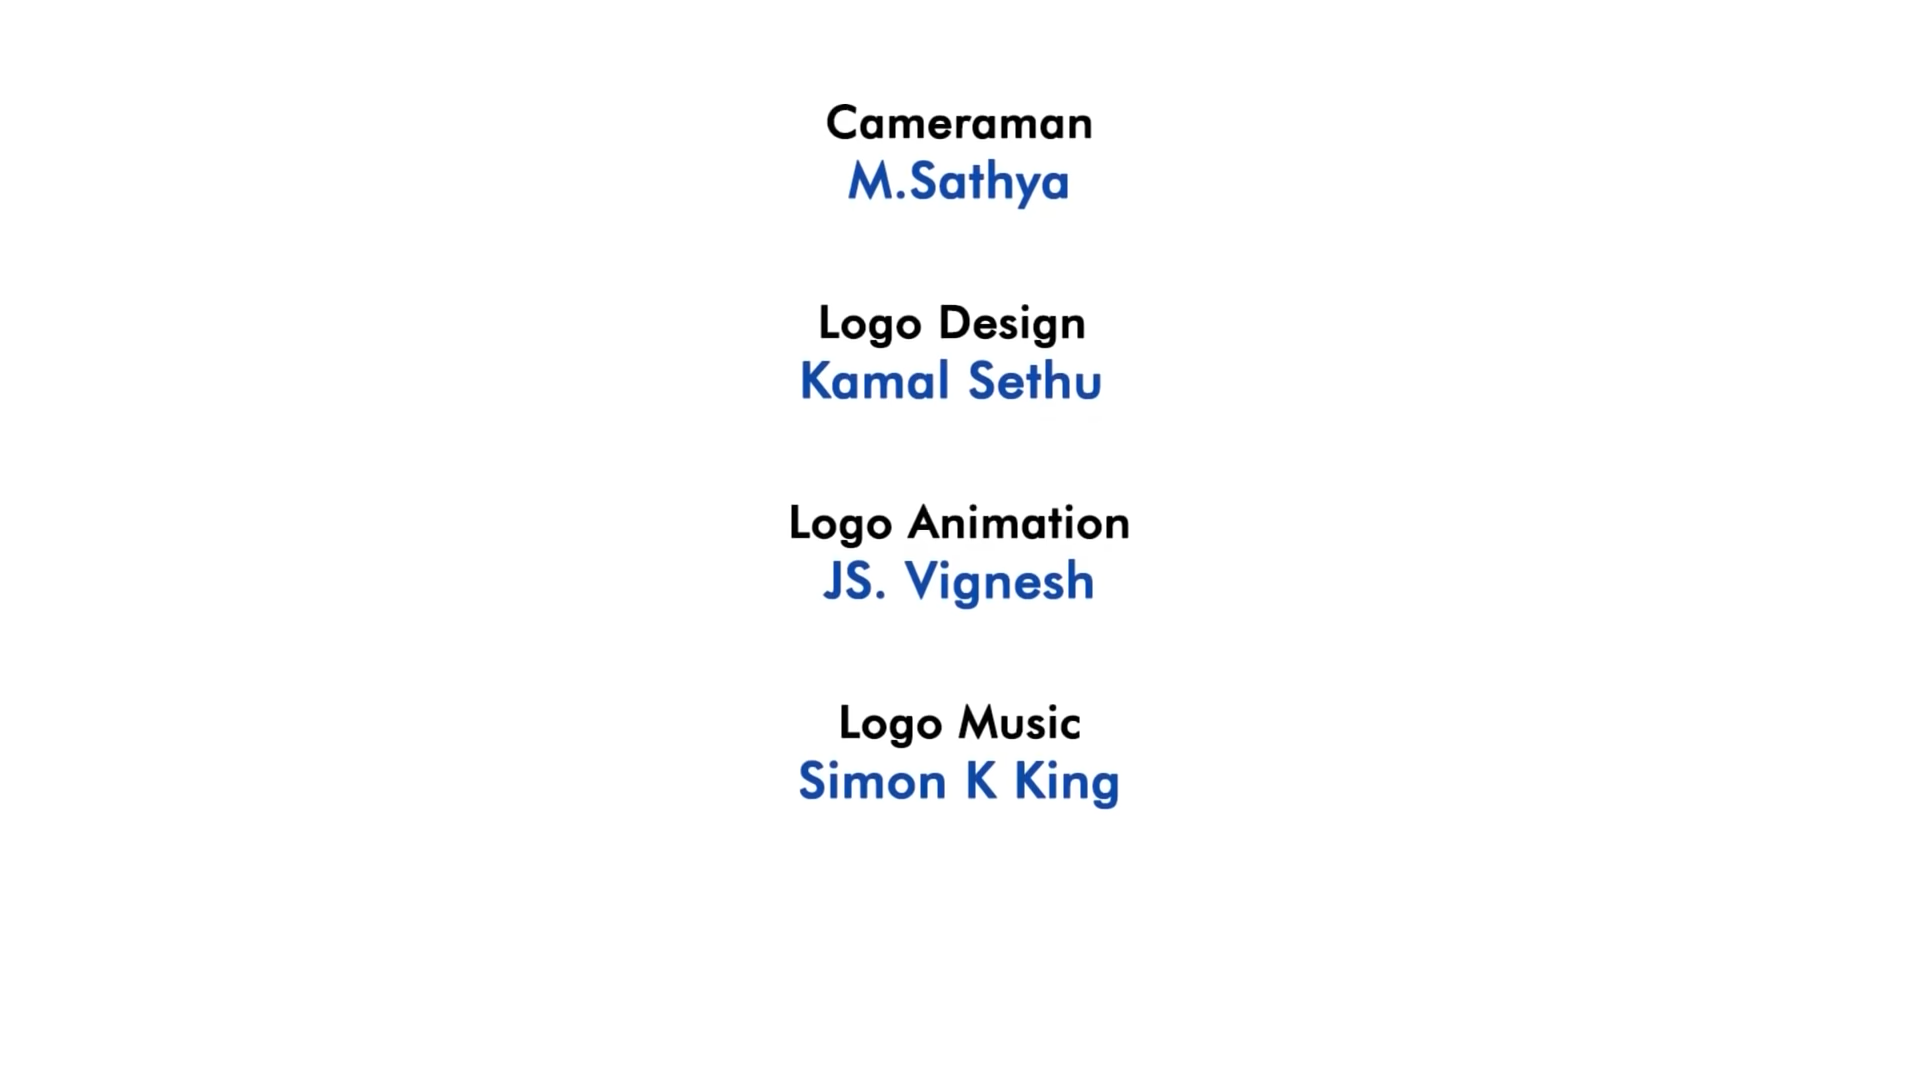 Cameraman
M.Sathya
Logo Design
Kamal Sethu
Logo Animation
JS. Vignesh
Logo Music
Simon K King